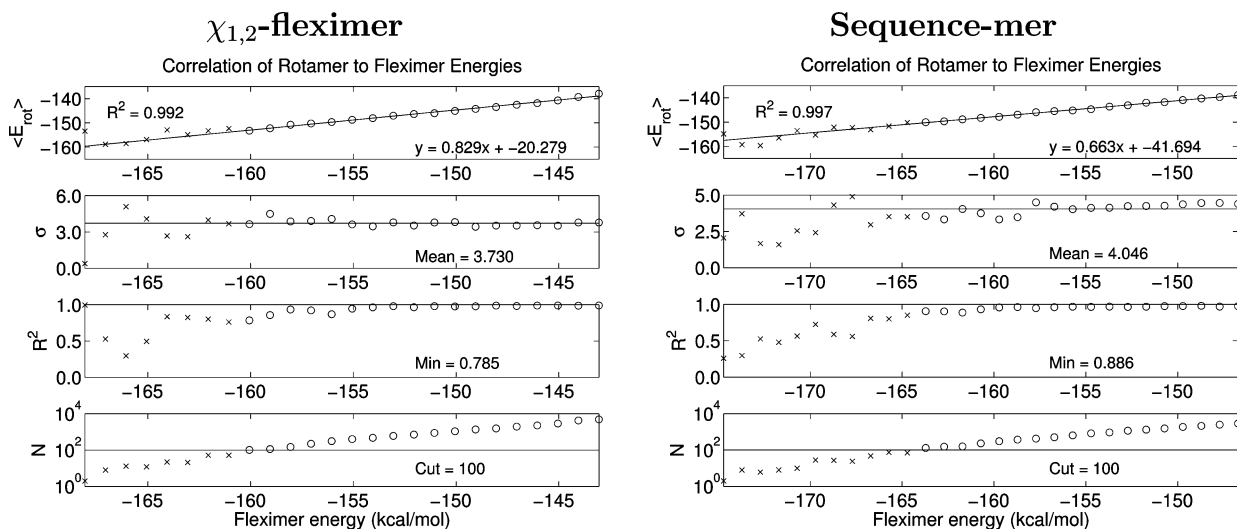 χ1,2-fleximer
Correlation of Rotamer to Fleximer Energies
<Erot>
−140
−150
−160
R2 = 0.992
y = 0.829x + −20.279
−165
−160
−155
−150
−145
σ
6.0
3.0
0.0
Mean = 3.730
−165
−160
−155
−150
−145
R2
1.0
0.5
0.0
Min = 0.785
−165
−160
−155
−150
−145
N
104
102
100
Cut = 100
−165
−160
−155
−150
−145
Fleximer energy (kcal/mol)
Sequence-mer
Correlation of Rotamer to Fleximer Energies
<Erot>
−140
−150
−160
R2 = 0.997
y = 0.663x + −41.694
−170
−165
−160
−155
−150
σ
5.0
2.5
0.0
Mean = 4.046
−170
−165
−160
−155
−150
R2
1.0
0.5
0.0
Min = 0.886
−170
−165
−160
−155
−150
N
104
102
100
Cut = 100
−170
−165
−160
−155
−150
Fleximer energy (kcal/mol)